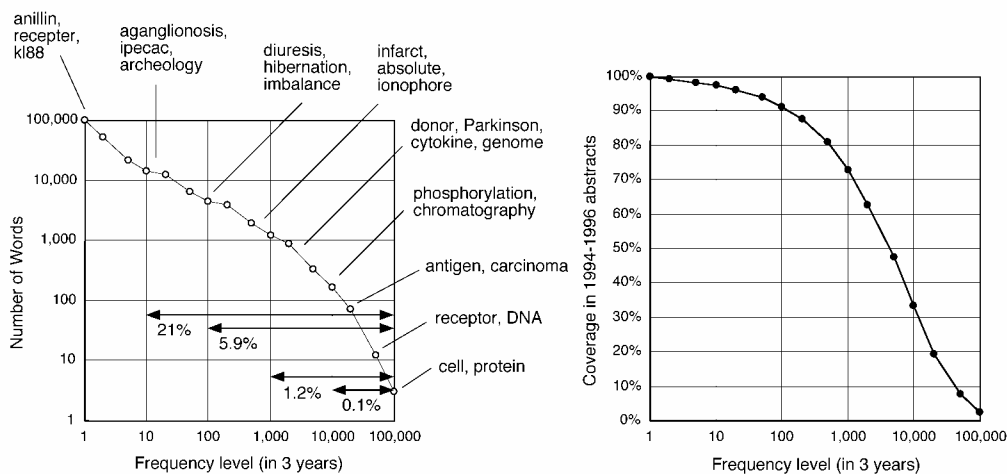 anillin,
recepter,
kl88
aganglionosis,
ipecac,
archeology
diuresis,
hibernation,
imbalance
infarct,
absolute,
ionophore
donor, Parkinson,
cytokine, genome
phosphorylation,
chromatography
antigen, carcinoma
receptor, DNA
cell, protein
Number of Words
100,000
10,000
1,000
100
10
1
21%
5.9%
1.2%
0.1%
1
10
100
1,000
10,000
100,000
Frequency level (in 3 years)
Coverage in 1994-1996 abstracts
100%
90%
80%
70%
60%
50%
40%
30%
20%
10%
0%
1
10
100
1,000
10,000
100,000
Frequency level (in 3 years)